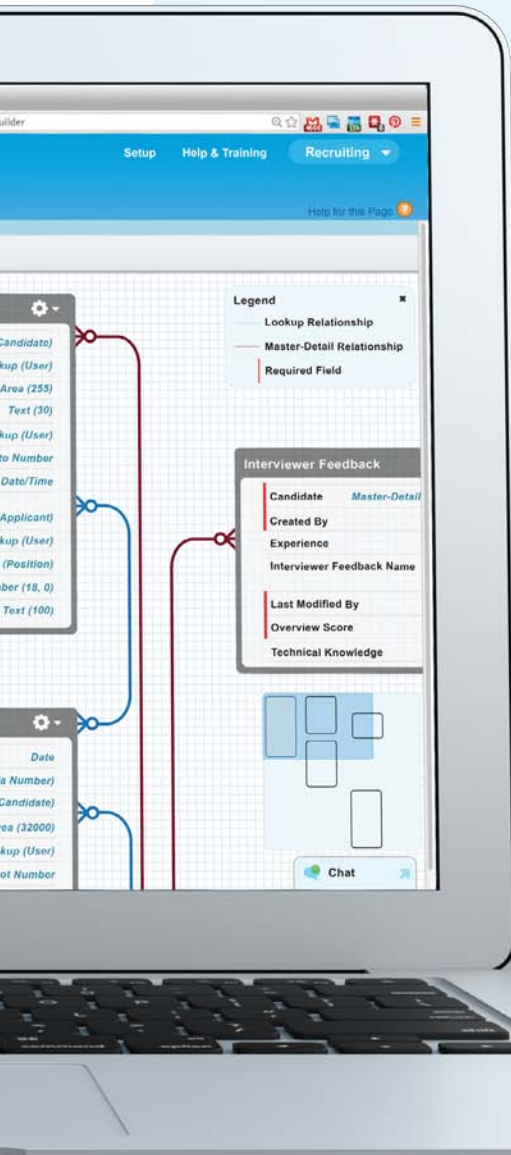 uilder
Setup Help & Training Recruiting
Help for this Page ?
Legend
Lookup Relationship
Master-Detail Relationship
Required Field
Candidate)
kup (User)
Area (255)
Text (30)
kup (User)
to Number
Date/Time
Applicant)
kup (User)
(Position)
ber (18, 0)
Text (100)
Interviewer Feedback
Candidate Master-Detail
Created By
Experience
Interviewer Feedback Name
Last Modified By
Overview Score
Technical Knowledge
Date
a Number)
Candidate)
rea (32000)
kup (User)
ot Number
Chat
command option